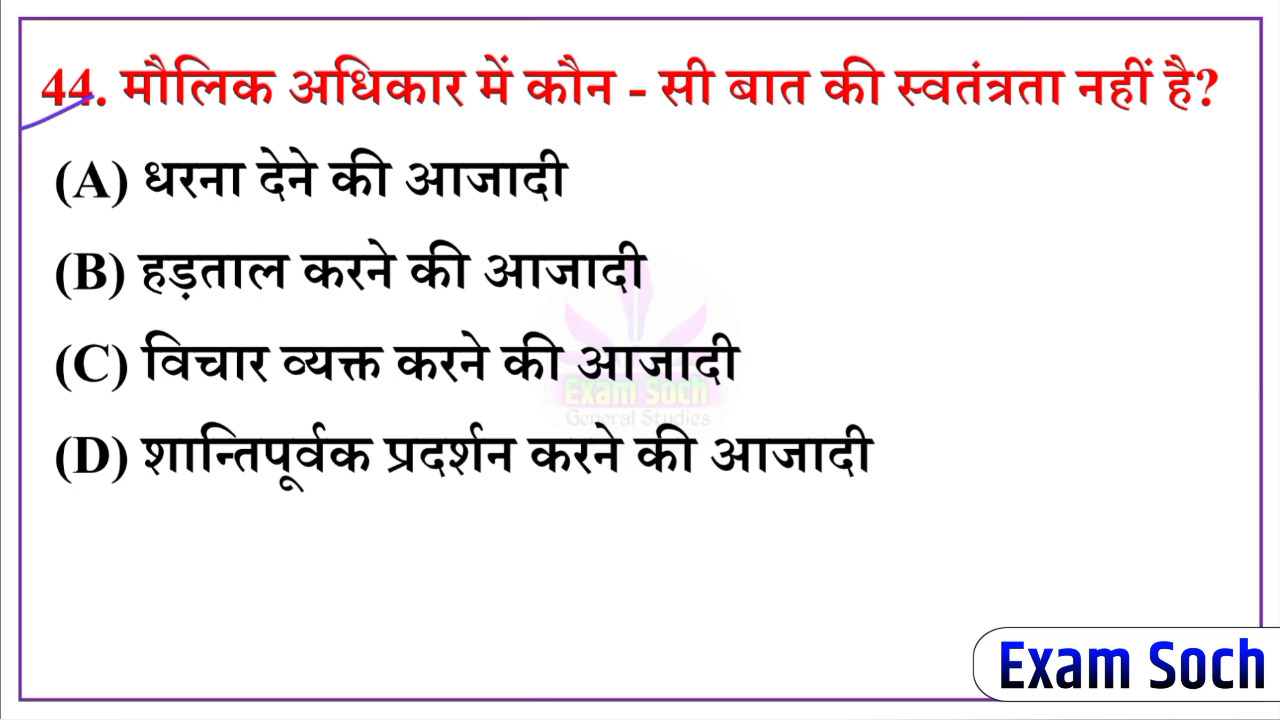 44. मौलिक अधिकार में कौन - सी बात की स्वतंत्रता नहीं है?
(A) धरना देने की आजादी
(B) हड़ताल करने की आजादी
(C) विचार व्यक्त करने की आजादी
Exam Soch
General Studies
(D) शान्तिपूर्वक प्रदर्शन करने की आजादी
Exam Soch